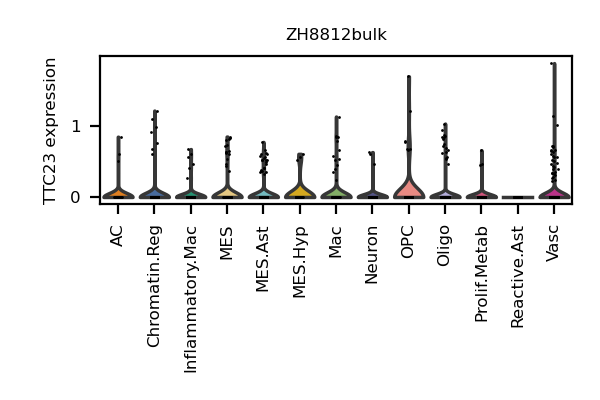 ZH8812bulk
TTC23 expression
1
0
AC
Chromatin.Reg
Inflammatory.Mac
MES
MES.Ast
MES.Hyp
Mac
Neuron
OPC
Oligo
Prolif.Metab
Reactive.Ast
Vasc